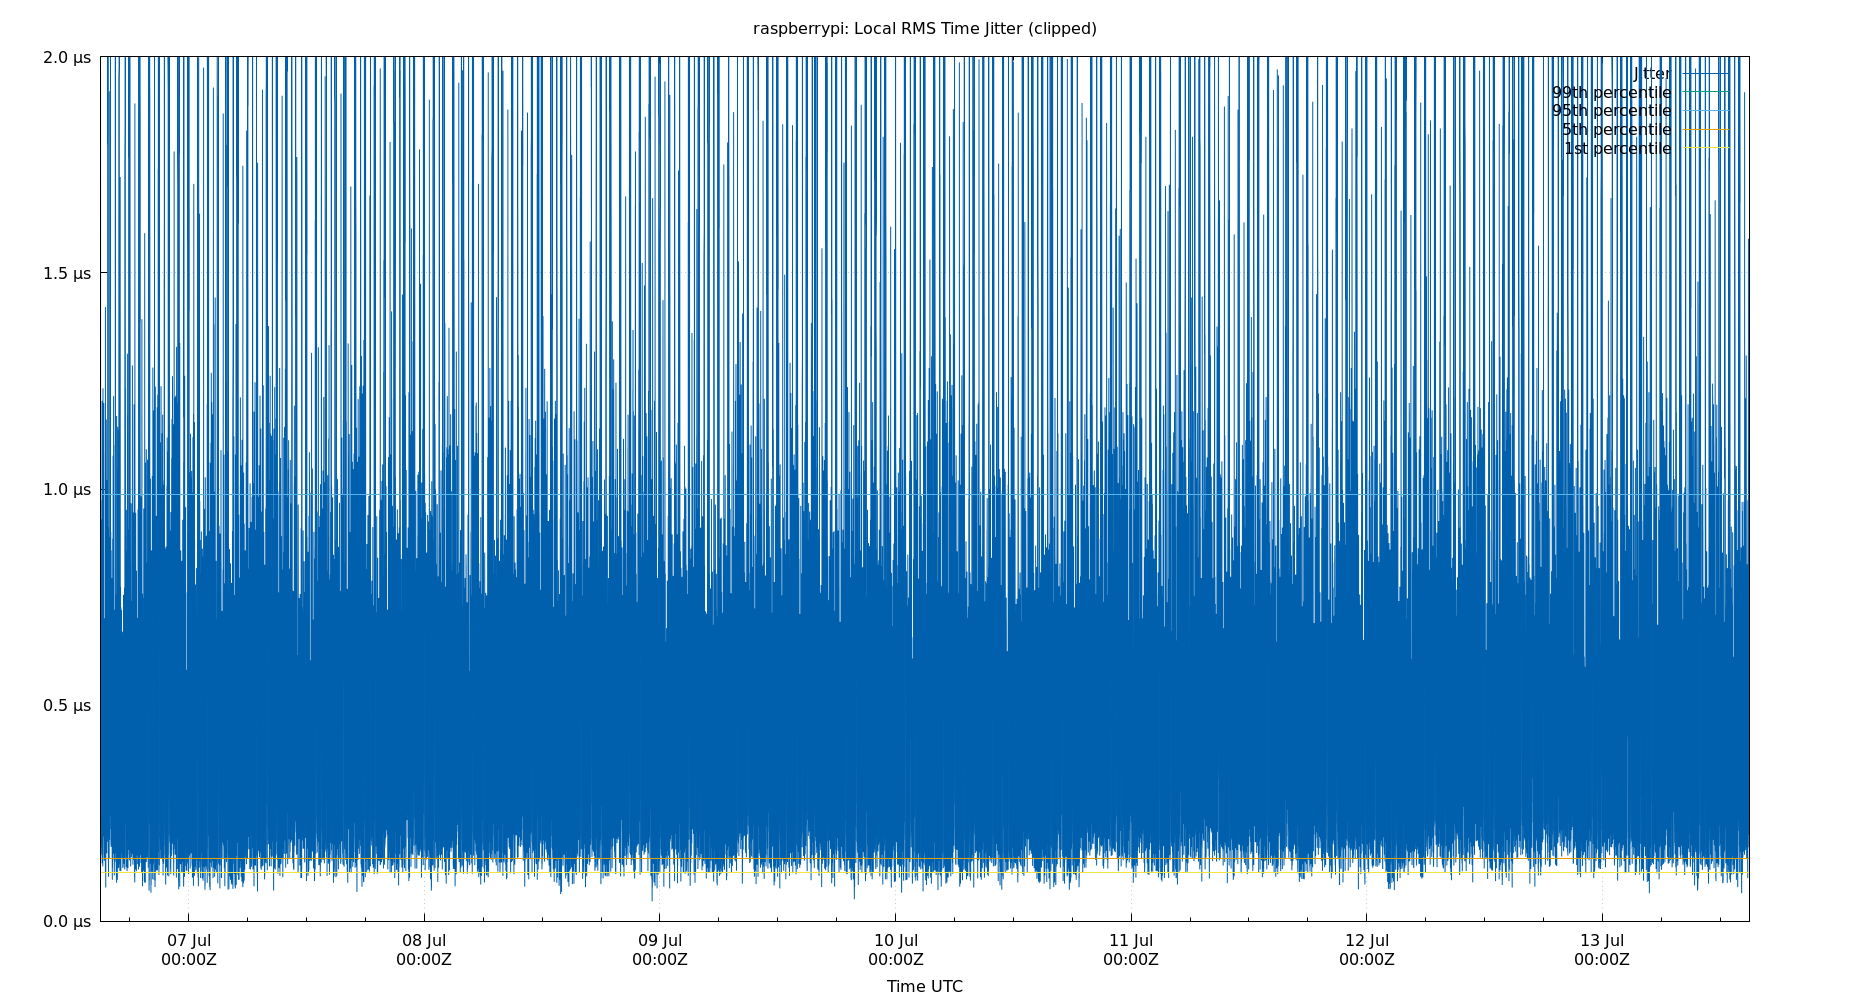 raspberrypi: Local RMS Time Jitter (clipped)
2.0 μs
1.5 μs
1.0 μs
0.5 μs
0.0 μs
Jitter
99th percentile
95th percentile
5th percentile
1st percentile
07 Jul
00:00Z
08 Jul
00:00Z
09 Jul
00:00Z
10 Jul
00:00Z
11 Jul
00:00Z
12 Jul
00:00Z
13 Jul
00:00Z
Time UTC